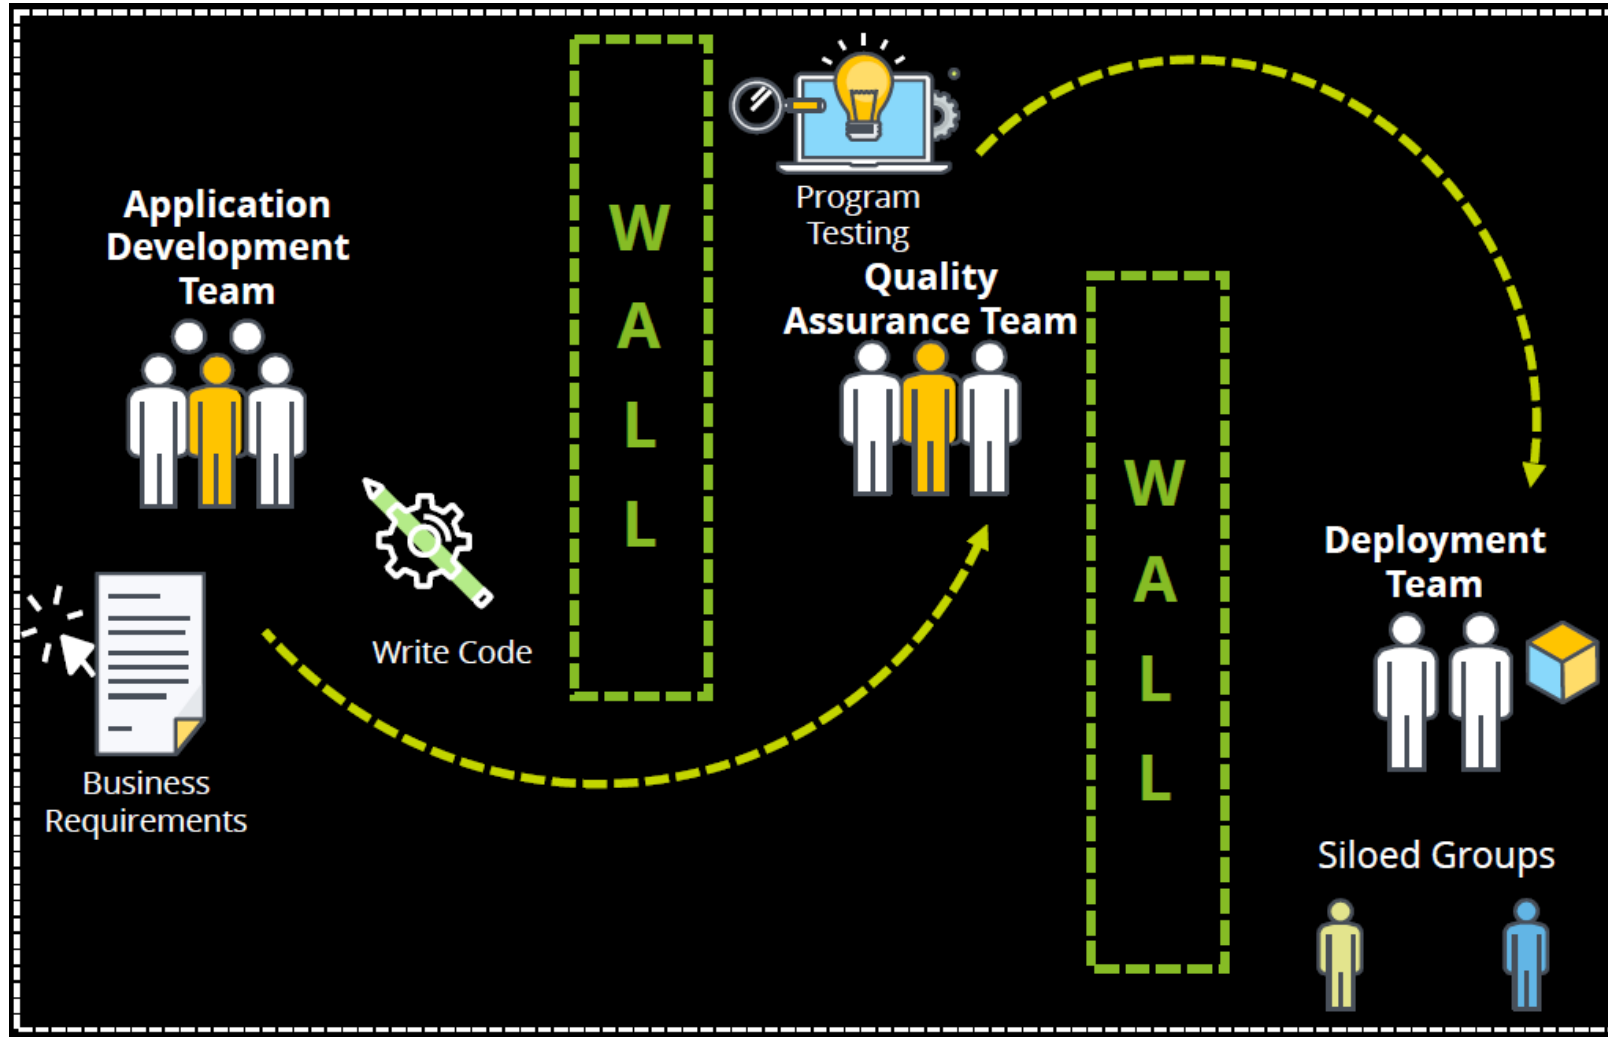 Application
Development
Team
Business
Requirements
Write Code
W
A
L
L
Program
Testing
Quality
Assurance Team
W
A
L
L
Deployment
Team
Siloed Groups